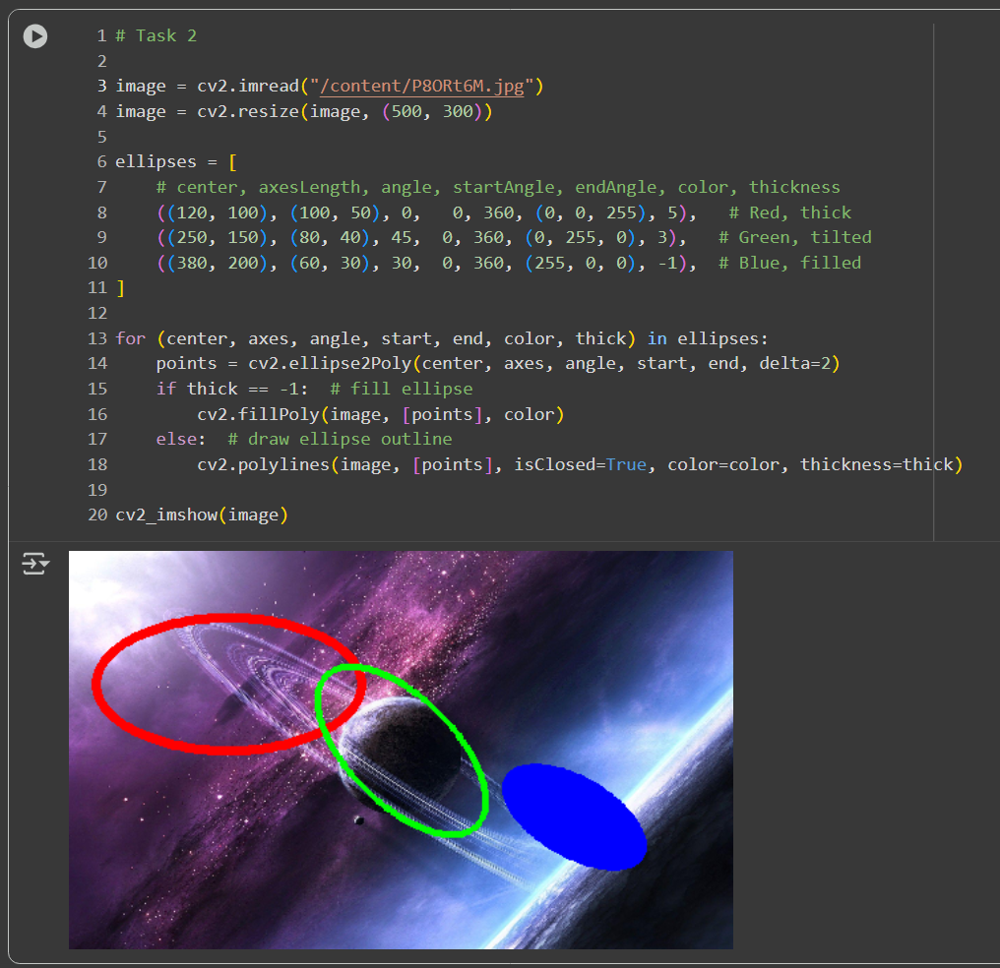 1 # Task 2
2
3 image = cv2.imread("/content/P8ORt6M.jpg")
4 image = cv2.resize(image, (500, 300))
5
6 ellipses = [
7     # center, axesLength, angle, startAngle, endAngle, color, thickness
8     ((120, 100), (100, 50), 0,   0, 360, (0, 0, 255), 5),   # Red, thick
9     ((250, 150), (80, 40), 45,  0, 360, (0, 255, 0), 3),   # Green, tilted
10     ((380, 200), (60, 30), 30,  0, 360, (255, 0, 0), -1),  # Blue, filled
11 ]
12
13 for (center, axes, angle, start, end, color, thick) in ellipses:
14     points = cv2.ellipse2Poly(center, axes, angle, start, end, delta=2)
15     if thick == -1:  # fill ellipse
16         cv2.fillPoly(image, [points], color)
17     else:  # draw ellipse outline
18         cv2.polylines(image, [points], isClosed=True, color=color, thickness=thick)
19
20 cv2_imshow(image)